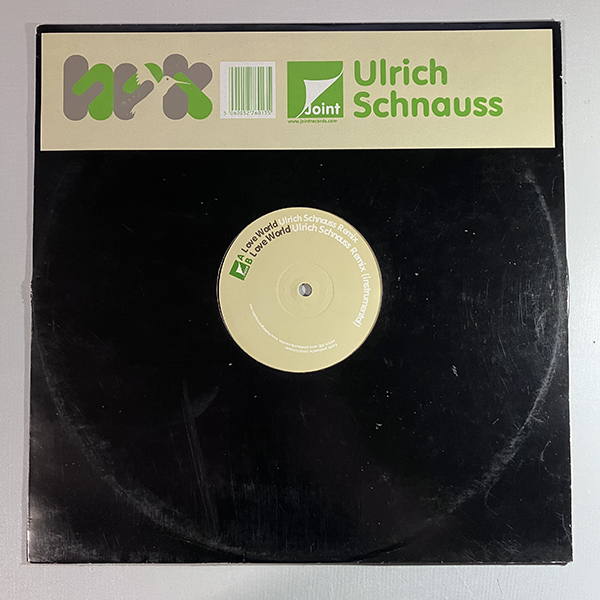 Ulrich
Schnauss
Joint
www.jointrecords.com
A Love World Ulrich Schnauss Remix
B Love World Ulrich Schnauss Remix (instrumental)